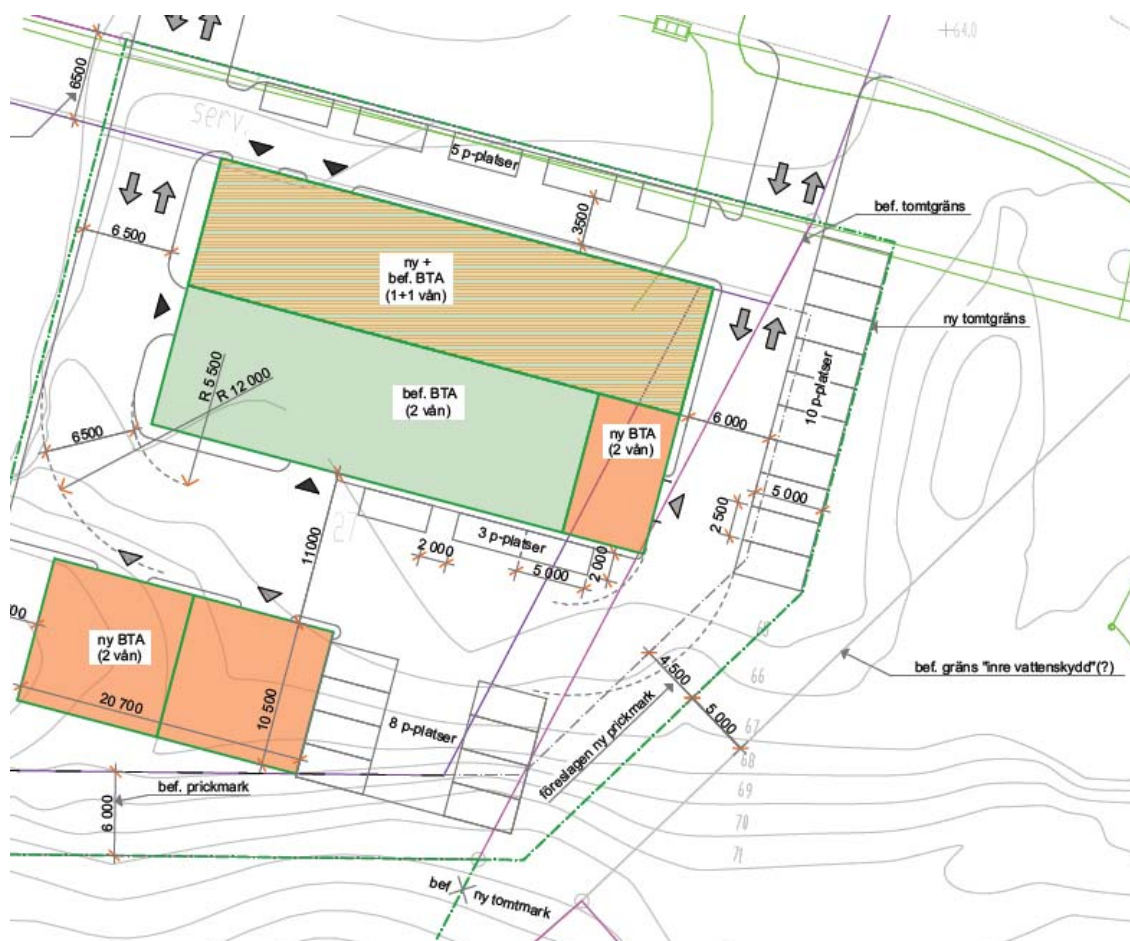 +64.0
6500
serv.
5 p-platser
bef. tomtgräns
6 500
3500
ny +
bef. BTA
(1+1 vån)
ny tomtgräns
10 p-platser
R 5 500
R 12 000
bef. BTA
(2 vån)
6 000
ny BTA
(2 vån)
6500
5 000
2 500
27
3 p-platser
11000
2 000
5 000
2 000
ny BTA
(2 vån)
65
66
bef. gräns "inre vattenskydd"(?)
4.500
20 700
10 500
8 p-platser
5 000
67
68
föreslagen ny prickmark
bef. prickmark
69
6 000
70
71
bef
ny tomtmark